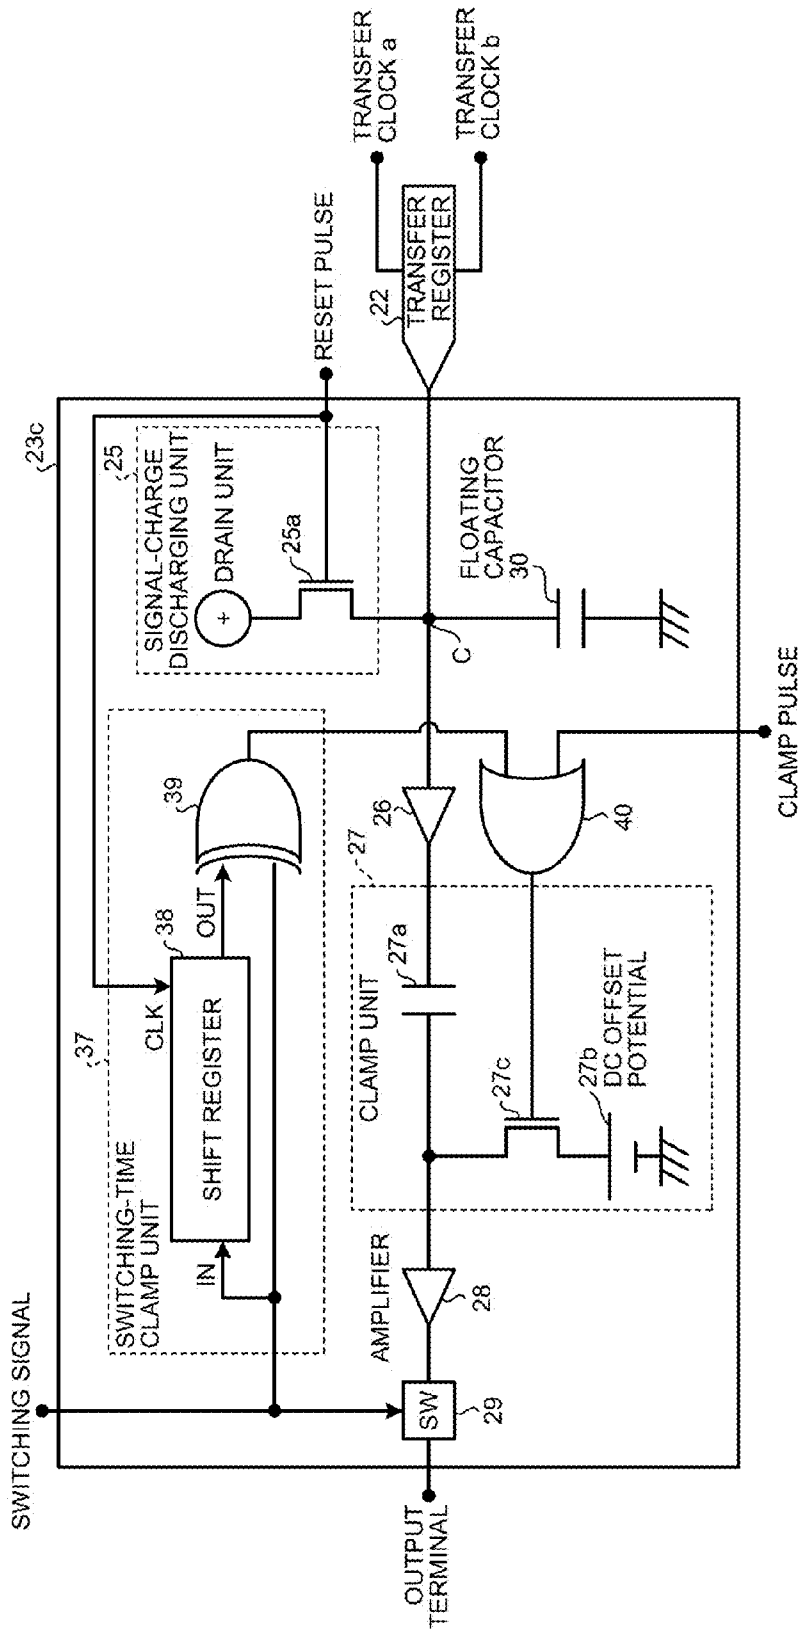 SWITCHING SIGNAL
OUTPUT
TERMINAL
SW
29
AMPLIFIER
28
SWITCHING-TIME
CLAMP UNIT
37
IN
SHIFT REGISTER
38
CLK
OUT
39
CLAMP UNIT
27
27a
27c
27b
DC OFFSET
POTENTIAL
26
40
CLAMP PULSE
23c
25
SIGNAL-CHARGE
DISCHARGING UNIT
DRAIN UNIT
+
25a
C
FLOATING
CAPACITOR
30
RESET PULSE
22
TRANSFER
REGISTER
TRANSFER
CLOCK a
TRANSFER
CLOCK b